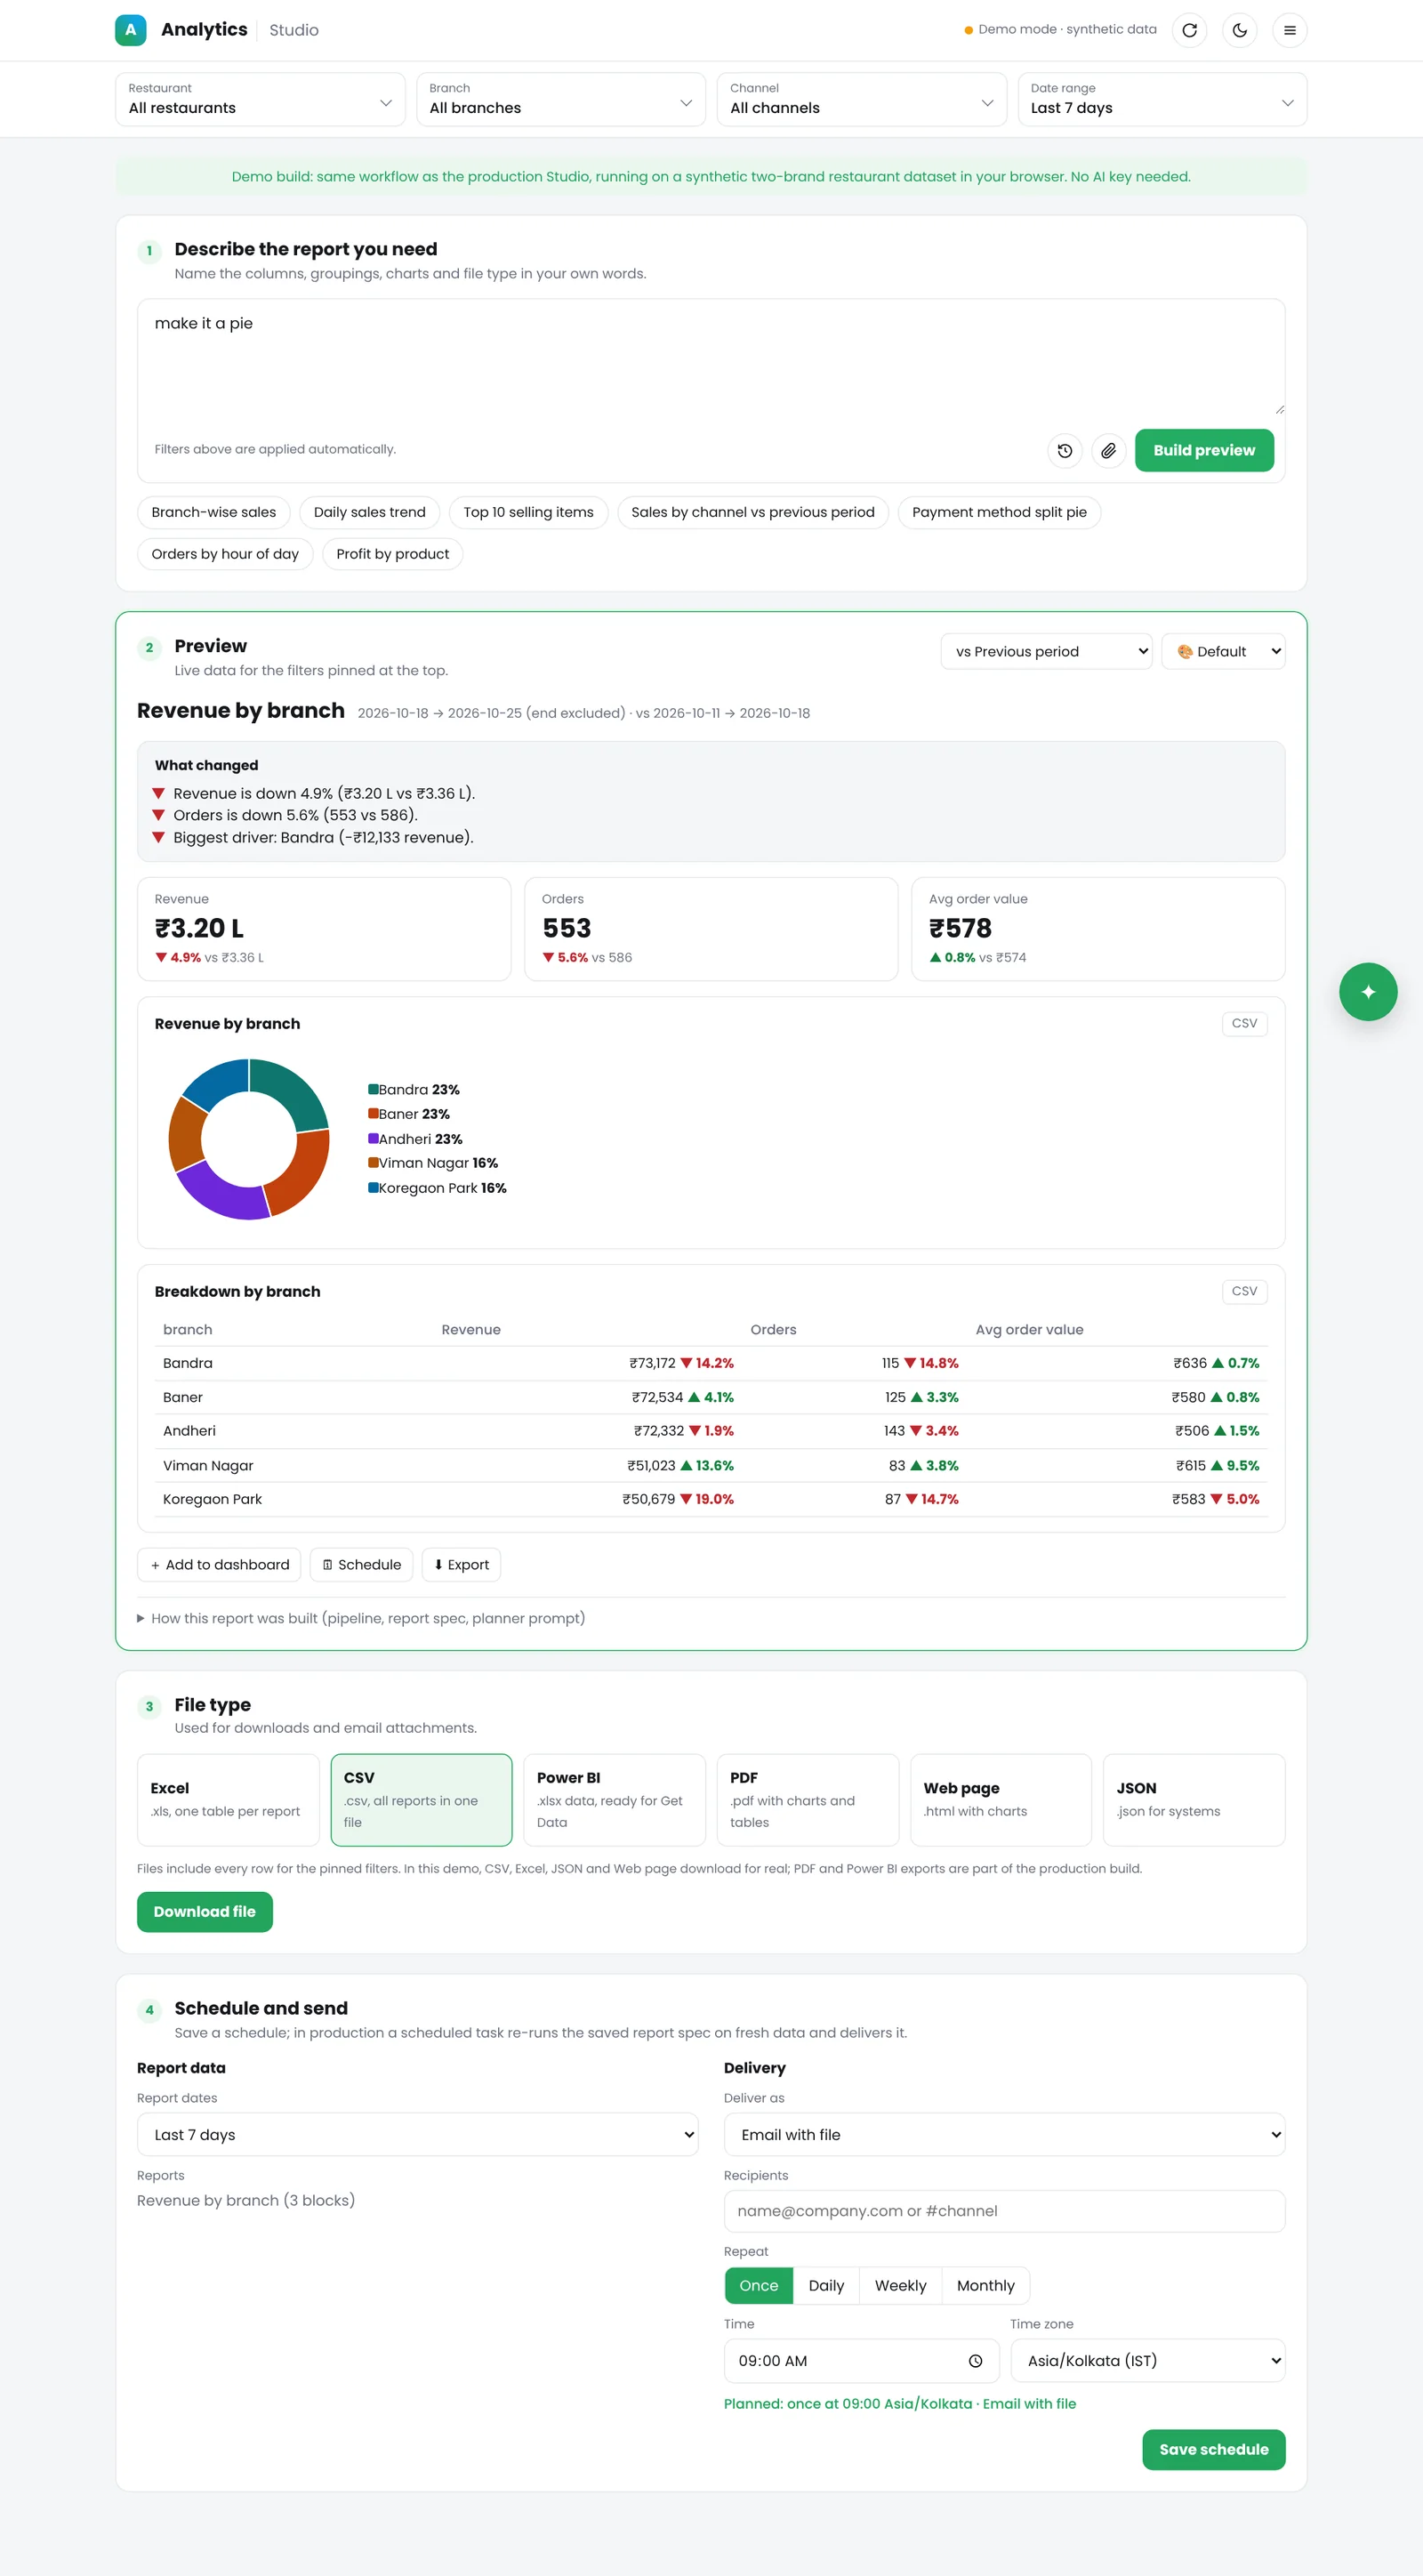 A Analytics Studio
Demo mode · synthetic data
Restaurant
All restaurants
Branch
All branches
Channel
All channels
Date range
Last 7 days
Demo build: same workflow as the production Studio, running on a synthetic two-brand restaurant dataset in your browser. No AI key needed.
1 Describe the report you need
Name the columns, groupings, charts and file type in your own words.
make it a pie
Filters above are applied automatically.
Build preview
Branch-wise sales
Daily sales trend
Top 10 selling items
Sales by channel vs previous period
Payment method split pie
Orders by hour of day
Profit by product
2 Preview
Live data for the filters pinned at the top.
vs Previous period
🎨 Default
Revenue by branch 2026-10-18 → 2026-10-25 (end excluded) · vs 2026-10-11 → 2026-10-18
What changed
▼ Revenue is down 4.9% (₹3.20 L vs ₹3.36 L).
▼ Orders is down 5.6% (553 vs 586).
▼ Biggest driver: Bandra (-₹12,133 revenue).
Revenue
₹3.20 L
▼ 4.9% vs ₹3.36 L
Orders
553
▼ 5.6% vs 586
Avg order value
₹578
▲ 0.8% vs ₹574
Revenue by branch
CSV
Bandra 23%
Baner 23%
Andheri 23%
Viman Nagar 16%
Koregaon Park 16%
Breakdown by branch
CSV
branch Revenue Orders Avg order value
Bandra ₹73,172 ▼ 14.2% 115 ▼ 14.8% ₹636 ▲ 0.7%
Baner ₹72,534 ▲ 4.1% 125 ▲ 3.3% ₹580 ▲ 0.8%
Andheri ₹72,332 ▼ 1.9% 143 ▼ 3.4% ₹506 ▲ 1.5%
Viman Nagar ₹51,023 ▲ 13.6% 83 ▲ 3.8% ₹615 ▲ 9.5%
Koregaon Park ₹50,679 ▼ 19.0% 87 ▼ 14.7% ₹583 ▼ 5.0%
+ Add to dashboard
🗓 Schedule
⬇ Export
▶ How this report was built (pipeline, report spec, planner prompt)
3 File type
Used for downloads and email attachments.
Excel
.xls, one table per report
CSV
.csv, all reports in one
file
Power BI
.xlsx data, ready for Get
Data
PDF
.pdf with charts and
tables
Web page
.html with charts
JSON
.json for systems
Files include every row for the pinned filters. In this demo, CSV, Excel, JSON and Web page download for real; PDF and Power BI exports are part of the production build.
Download file
4 Schedule and send
Save a schedule; in production a scheduled task re-runs the saved report spec on fresh data and delivers it.
Report data
Report dates
Last 7 days
Reports
Revenue by branch (3 blocks)
Delivery
Deliver as
Email with file
Recipients
name@company.com or #channel
Repeat
Once Daily Weekly Monthly
Time
09:00 AM
Time zone
Asia/Kolkata (IST)
Planned: once at 09:00 Asia/Kolkata · Email with file
Save schedule